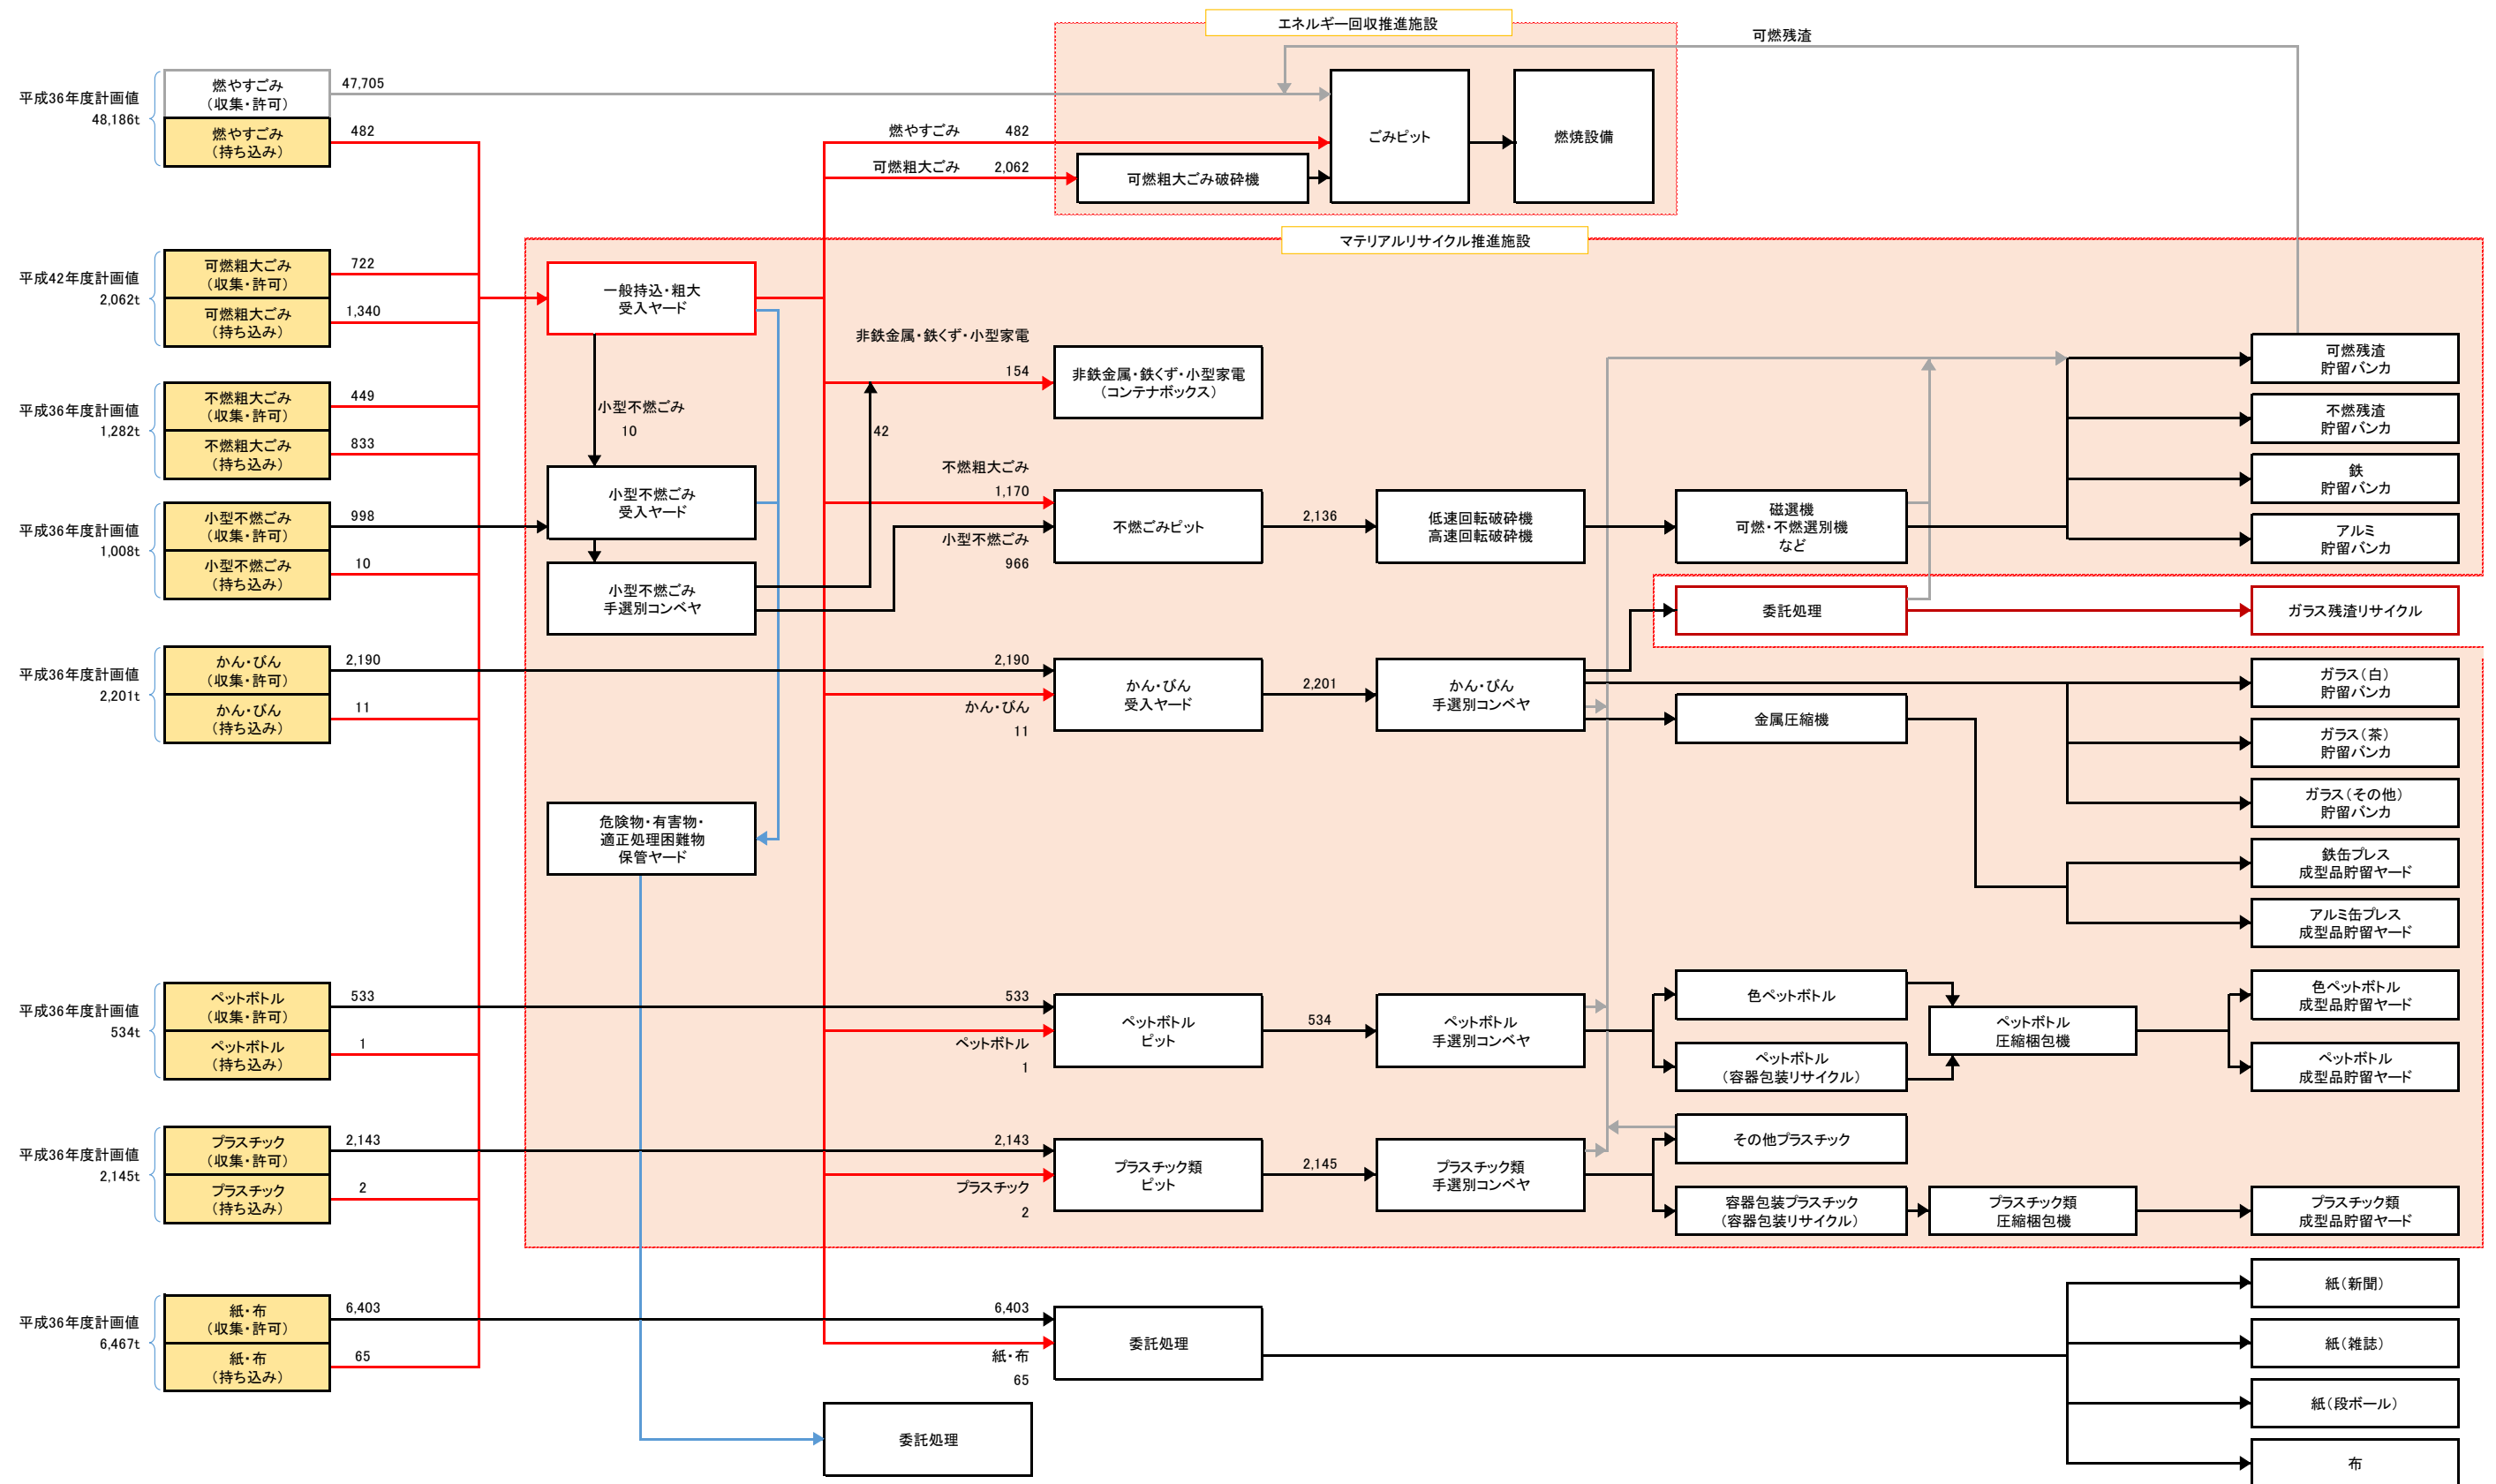 エネルギー回収推進施設
可燃残渣
平成36年度計画値
48,186t
燃やすごみ
（収集・許可）
47,705
燃やすごみ
（持ち込み）
482
燃やすごみ
482
可燃粗大ごみ
2,062
可燃粗大ごみ破砕機
ごみピット
燃焼設備
マテリアルリサイクル推進施設
平成42年度計画値
2,062t
可燃粗大ごみ
（収集・許可）
722
可燃粗大ごみ
（持ち込み）
1,340
一般持込・粗大
受入ヤード
非鉄金属・鉄くず・小型家電
154
非鉄金属・鉄くず・小型家電
（コンテナボックス）
可燃残渣
貯留バンカ
平成36年度計画値
1,282t
不燃粗大ごみ
（収集・許可）
449
不燃粗大ごみ
（持ち込み）
833
小型不燃ごみ
10
42
不燃残渣
貯留バンカ
鉄
貯留バンカ
アルミ
貯留バンカ
平成36年度計画値
1,008t
小型不燃ごみ
（収集・許可）
998
小型不燃ごみ
（持ち込み）
10
小型不燃ごみ
受入ヤード
小型不燃ごみ
手選別コンベヤ
不燃粗大ごみ
1,170
小型不燃ごみ
966
不燃ごみピット
2,136
低速回転破砕機
高速回転破砕機
磁選機
可燃・不燃選別機
など
委託処理
ガラス残渣リサイクル
平成36年度計画値
2,201t
かん・びん
（収集・許可）
2,190
かん・びん
（持ち込み）
11
2,190
かん・びん
11
かん・びん
受入ヤード
2,201
かん・びん
手選別コンベヤ
金属圧縮機
ガラス（白）
貯留バンカ
ガラス（茶）
貯留バンカ
ガラス（その他）
貯留バンカ
鉄缶プレス
成型品貯留ヤード
アルミ缶プレス
成型品貯留ヤード
危険物・有害物・
適正処理困難物
保管ヤード
平成36年度計画値
534t
ペットボトル
（収集・許可）
533
ペットボトル
（持ち込み）
1
533
ペットボトル
1
ペットボトル
ピット
534
ペットボトル
手選別コンベヤ
色ペットボトル
ペットボトル
（容器包装リサイクル）
ペットボトル
圧縮梱包機
色ペットボトル
成型品貯留ヤード
ペットボトル
成型品貯留ヤード
平成36年度計画値
2,145t
プラスチック
（収集・許可）
2,143
プラスチック
（持ち込み）
2
2,143
プラスチック
2
プラスチック類
ピット
2,145
プラスチック類
手選別コンベヤ
その他プラスチック
容器包装プラスチック
（容器包装リサイクル）
プラスチック類
圧縮梱包機
プラスチック類
成型品貯留ヤード
平成36年度計画値
6,467t
紙・布
（収集・許可）
6,403
紙・布
（持ち込み）
65
6,403
紙・布
65
委託処理
紙（新聞）
紙（雑誌）
紙（段ボール）
布
委託処理